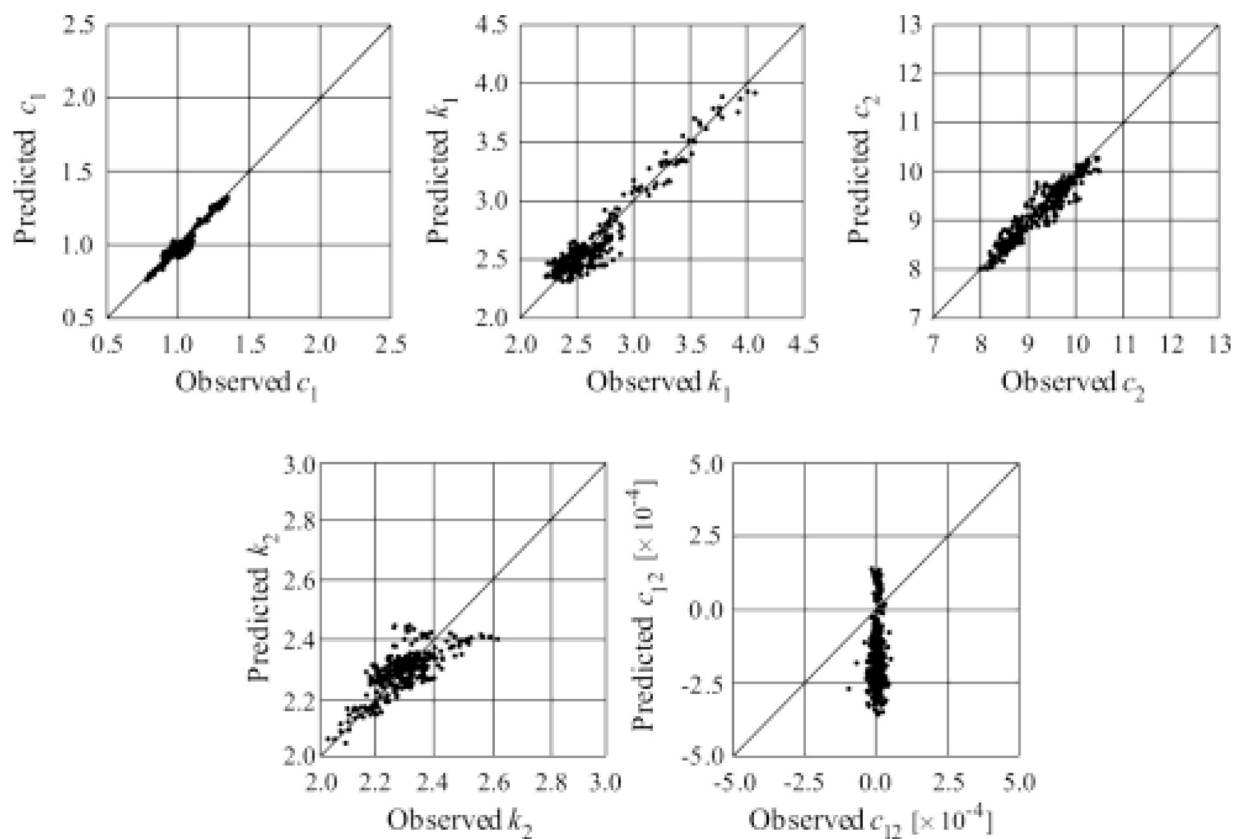 2.5
2.0
1.5
1.0
0.5
Predicted c₁
0.5 1.0 1.5 2.0 2.5
Observed c₁
4.5
4.0
3.5
3.0
2.5
2.0
Predicted k₁
2.0 2.5 3.0 3.5 4.0 4.5
Observed k₁
13
12
11
10
9
8
7
Predicted c₂
7 8 9 10 11 12 13
Observed c₂
3.0
2.8
2.6
2.4
2.2
2.0
Predicted k₂
2.0 2.2 2.4 2.6 2.8 3.0
Observed k₂
5.0
2.5
0.0
-2.5
-5.0
Predicted c₁₂ [×10⁻⁴]
-5.0 -2.5 0.0 2.5 5.0
Observed c₁₂ [×10⁻⁴]